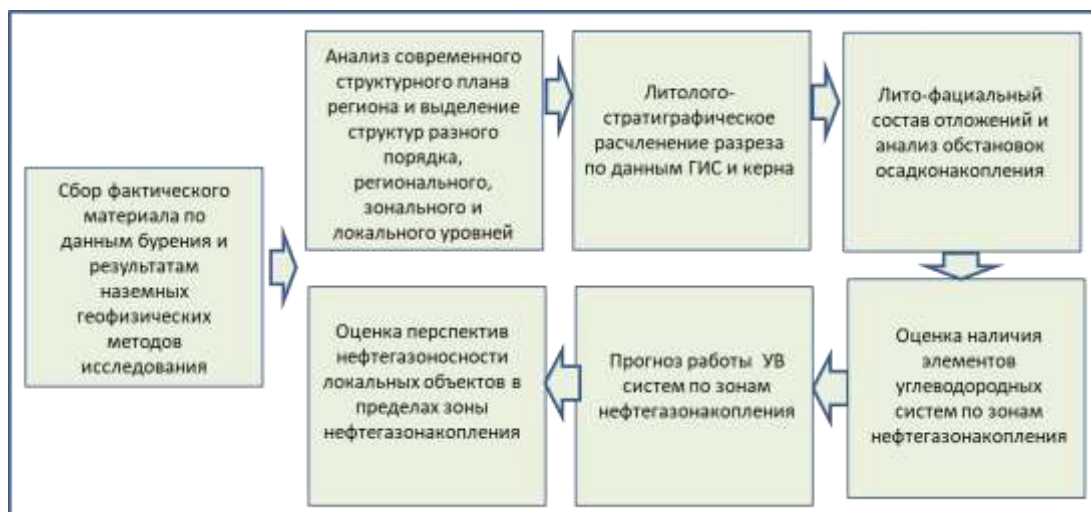 Сбор фактического
материала по
данным бурения и
результатам
наземных
геофизических
методов
исследования
Анализ современного
структурного плана
региона и выделение
структур разного
порядка,
регионального,
зонального и
локального уровней
Литолого-
стратиграфическое
расчленение разреза
по данным ГИС и керна
Лито-фациальный
состав отложений и
анализ обстановок
осадконакопления
Оценка наличия
элементов
углеводородных
систем по зонам
нефтегазонакопления
Прогноз работы УВ
систем по зонам
нефтегазонакопления
Оценка перспектив
нефтегазоносности
локальных объектов в
пределах зоны
нефтегазонакопления